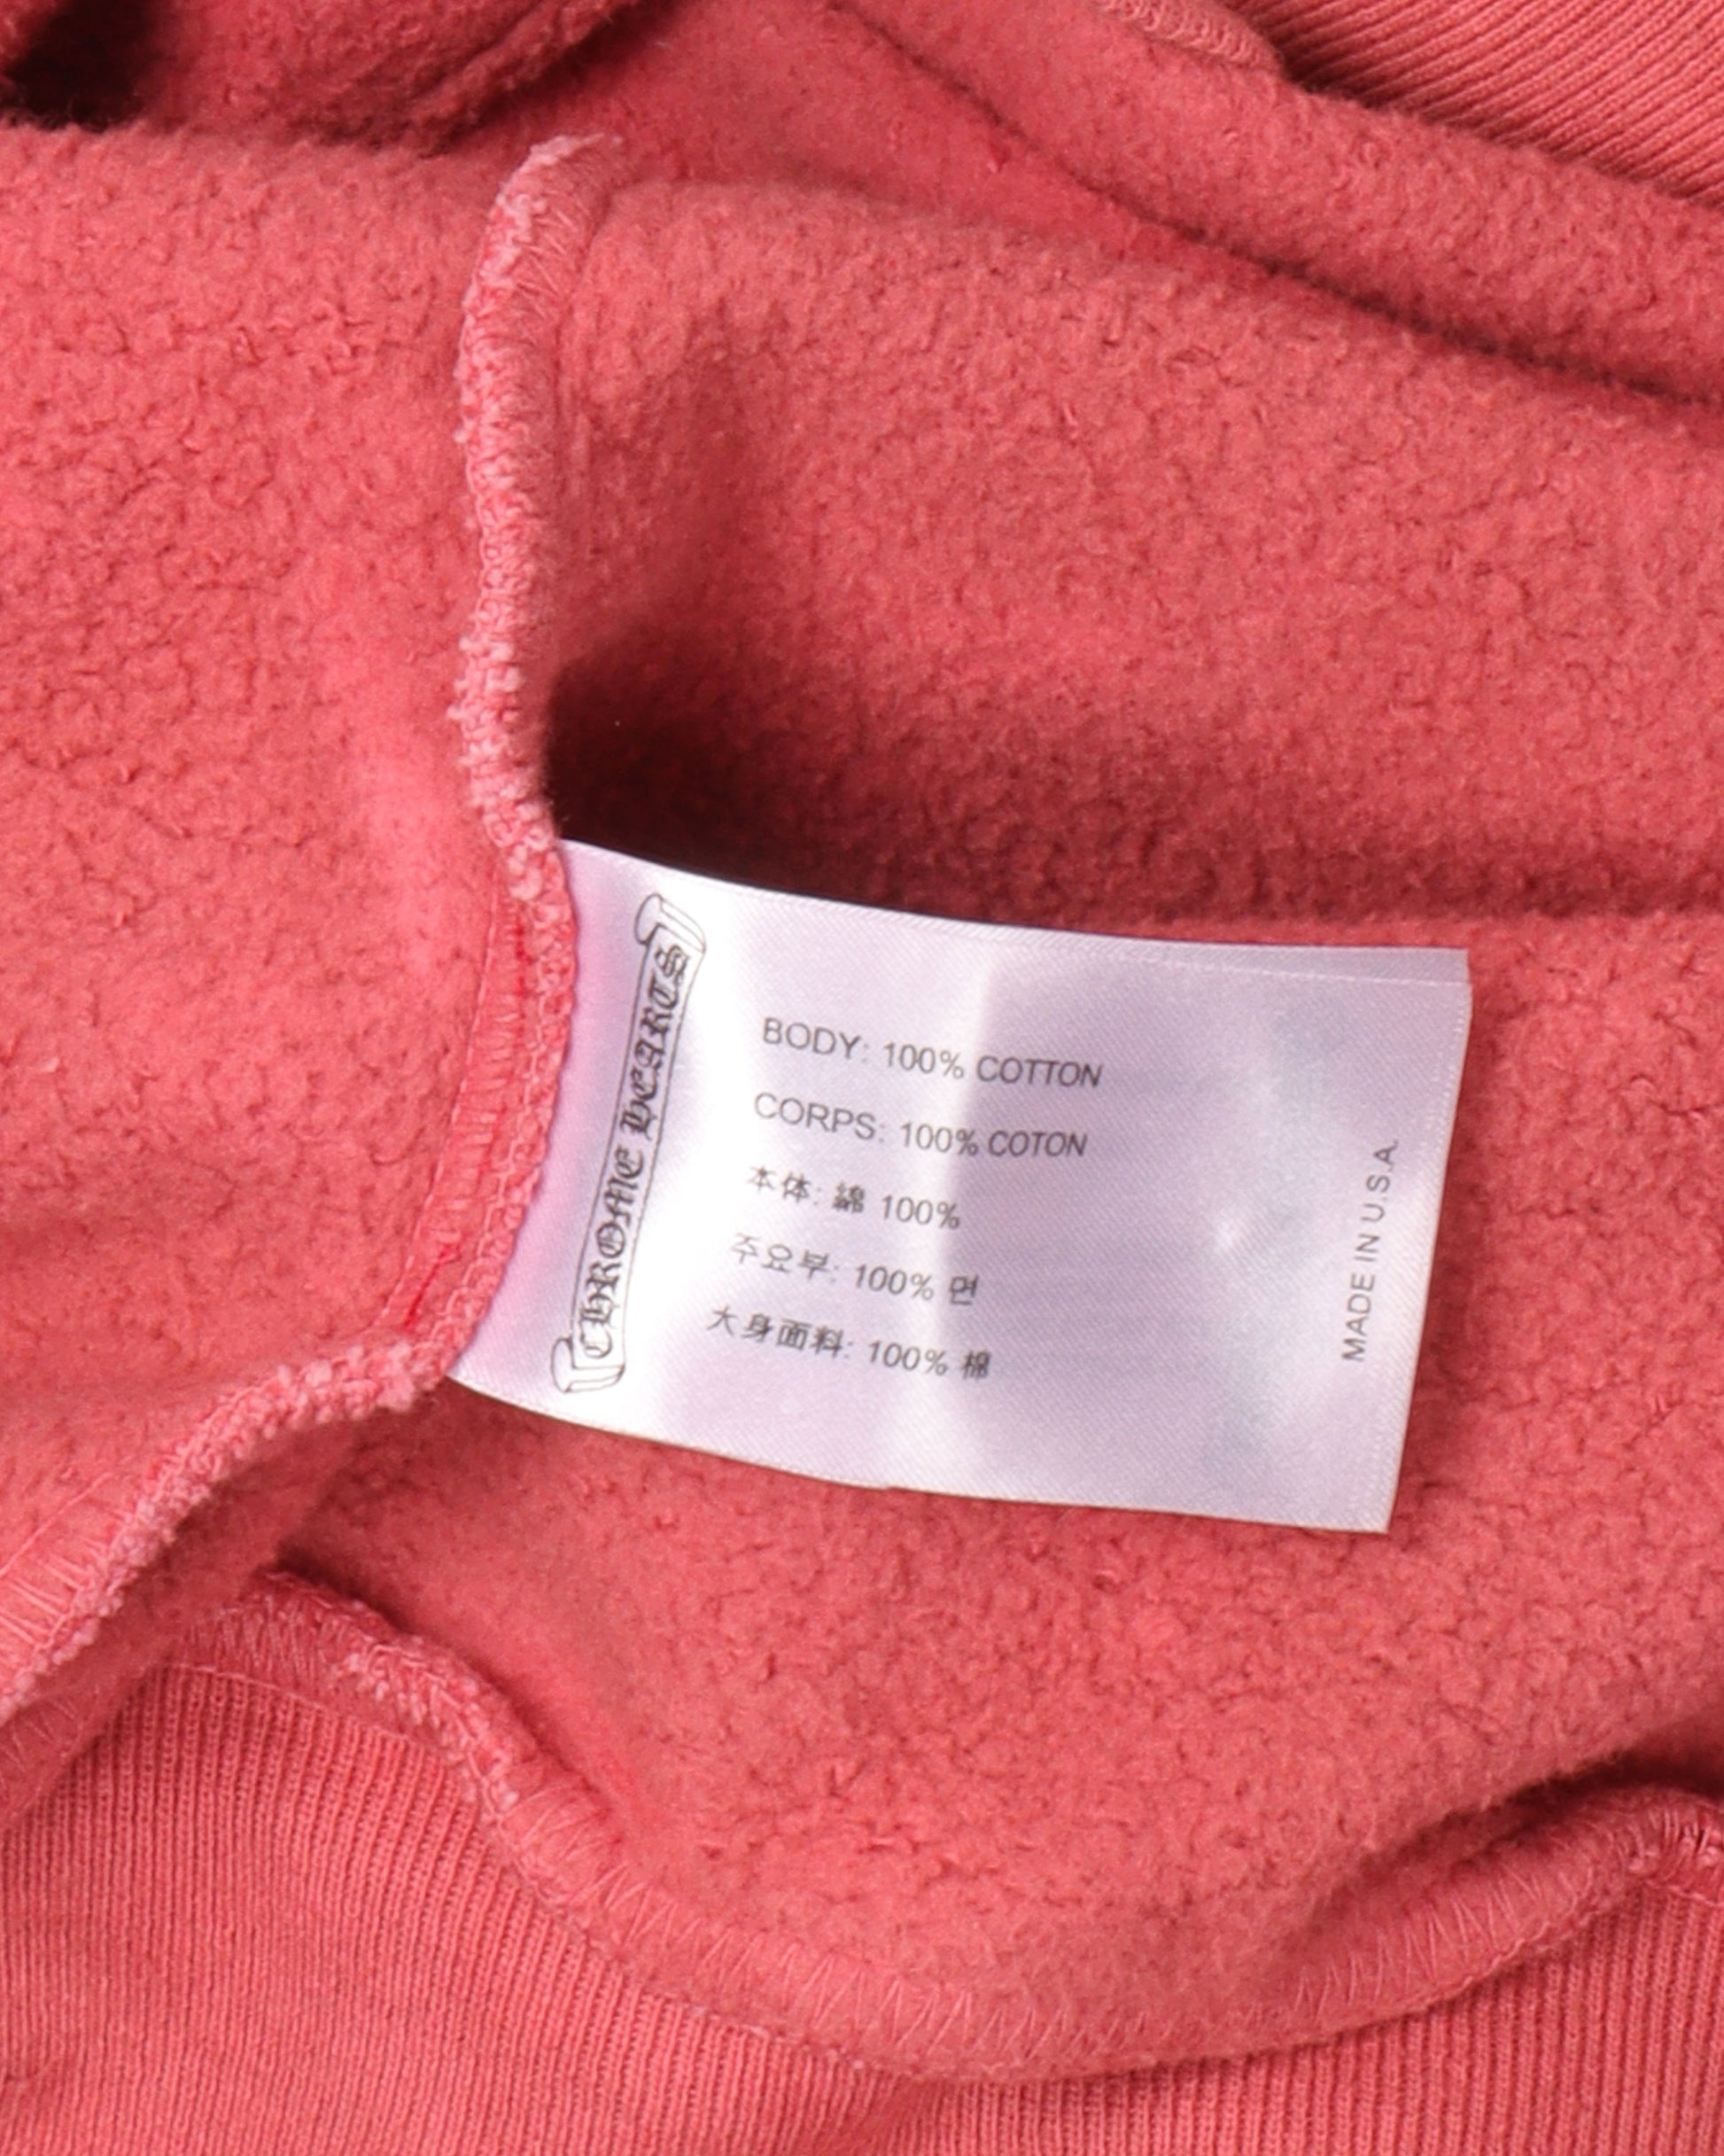 CHROME HEARTS
BODY: 100% COTTON
CORPS: 100% COTON
本体: 綿 100%
주요부: 100% 면
大身面料: 100% 棉
MADE IN U.S.A.